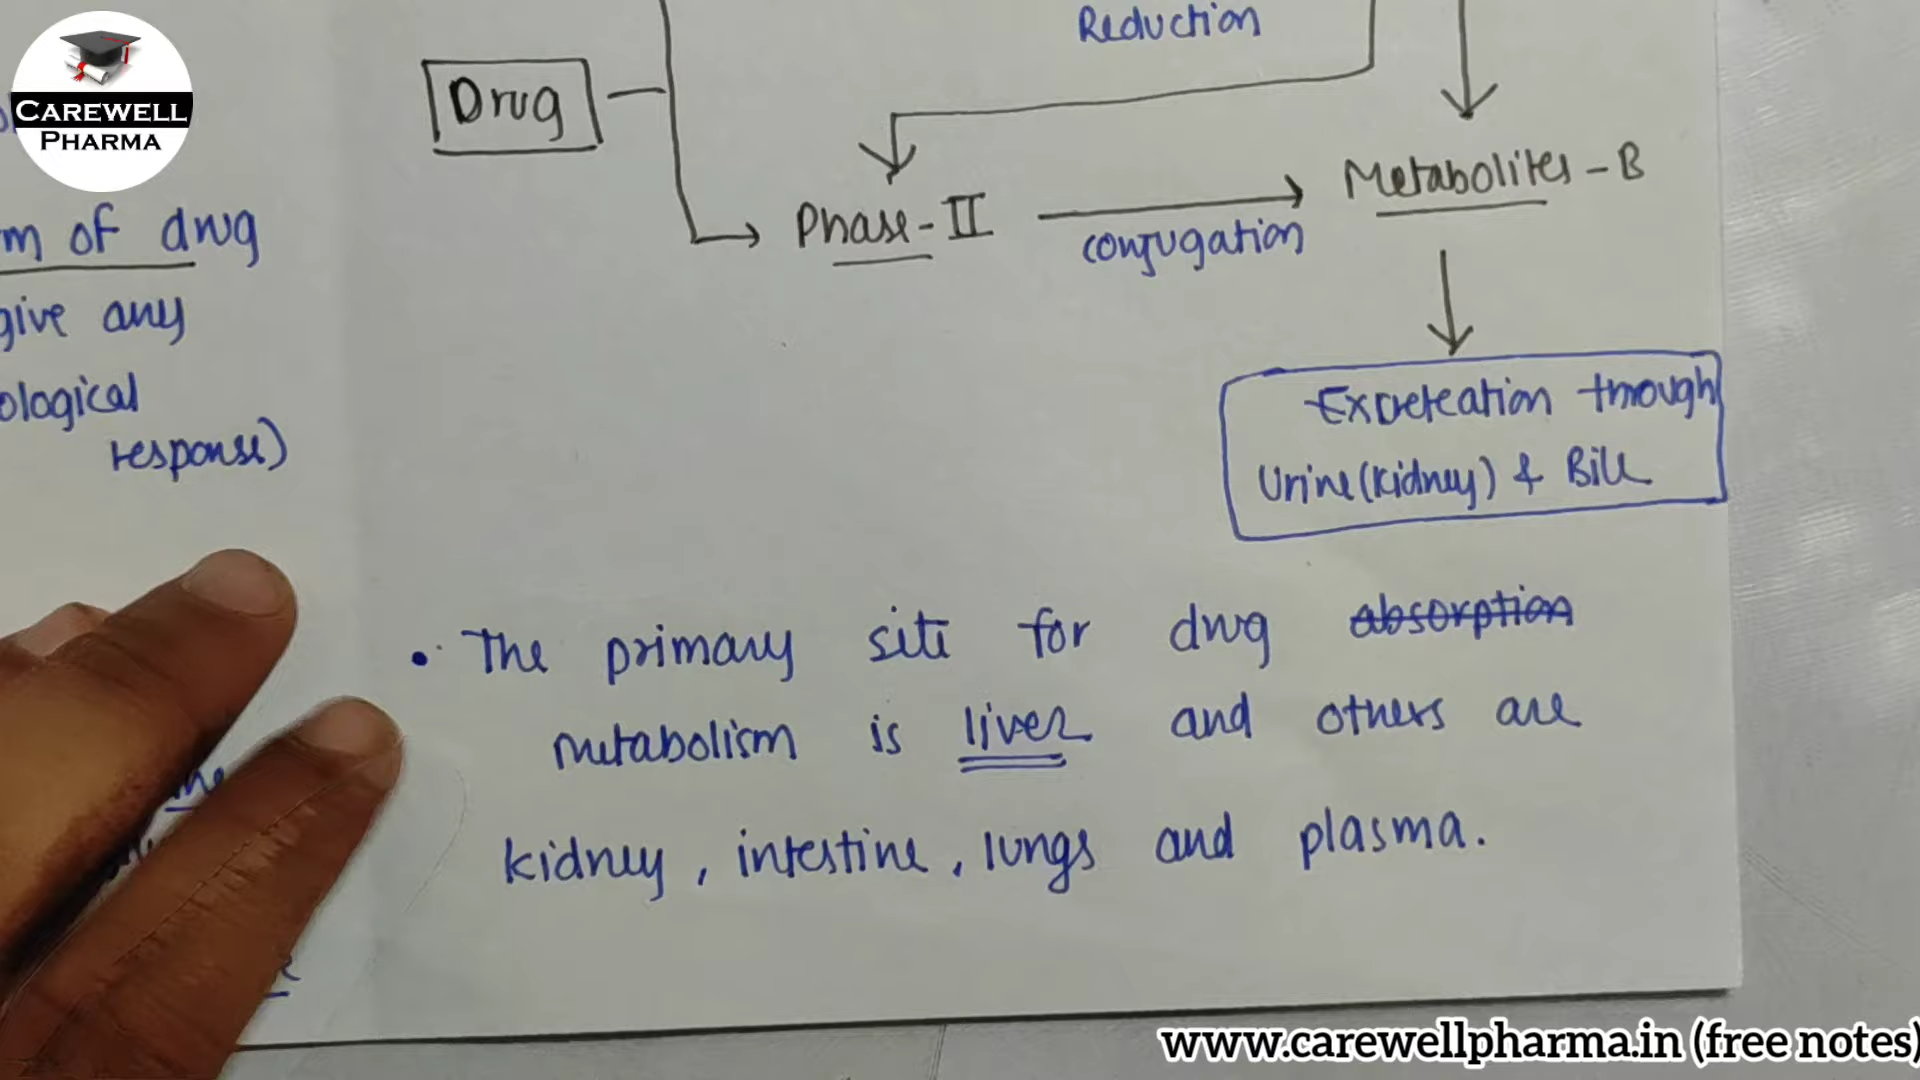 CAREWELL
PHARMA
Reduction
Drug
Phase-II
conjugation
Metabolites-B
m of drug
give any
ological
response)
Excreteation through
Urine(kidney) & Bile
• The primary site for drug absorption
metabolism is liver and others are
kidney, intestine, lungs and plasma.
www.carewellpharma.in (free notes)